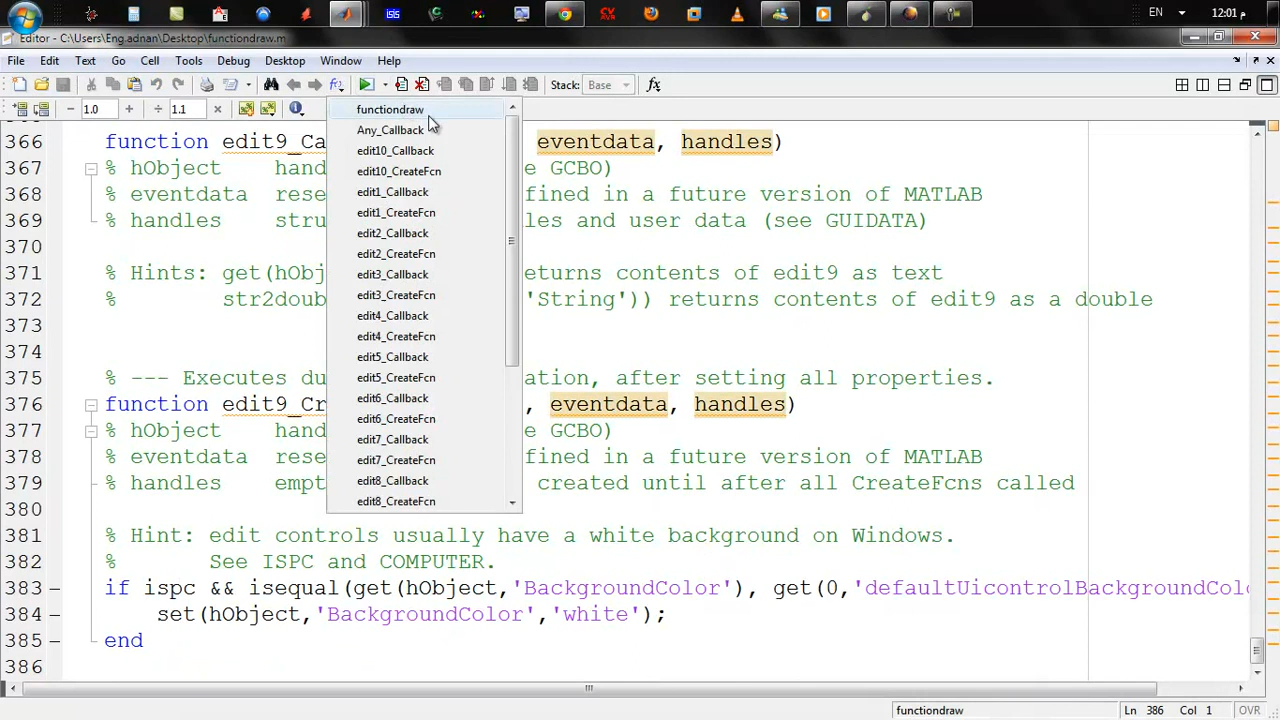 EN
12:01 م
Editor - C:\Users\Eng.adnan\Desktop\functiondraw.m
File Edit Text Go Cell Tools Debug Desktop Window Help
Stack: Base
fx
1.0
1.1
functiondraw
Any_Callback
edit10_Callback
edit10_CreateFcn
edit1_Callback
edit1_CreateFcn
edit2_Callback
edit2_CreateFcn
edit3_Callback
edit3_CreateFcn
edit4_Callback
edit4_CreateFcn
edit5_Callback
edit5_CreateFcn
edit6_Callback
edit6_CreateFcn
edit7_Callback
edit7_CreateFcn
edit8_Callback
edit8_CreateFcn
366 function edit9_Ca eventdata, handles)
367 % hObject hand e GCBO)
368 % eventdata rese fined in a future version of MATLAB
369 % handles stru les and user data (see GUIDATA)
370
371 % Hints: get(hObj eturns contents of edit9 as text
372 % str2doub 'String')) returns contents of edit9 as a double
373
374
375 % --- Executes du ation, after setting all properties.
376 function edit9_Cr , eventdata, handles)
377 % hObject hand e GCBO)
378 % eventdata rese fined in a future version of MATLAB
379 % handles empt created until after all CreateFcns called
380
381 % Hint: edit controls usually have a white background on Windows.
382 % See ISPC and COMPUTER.
383 if ispc && isequal(get(hObject,'BackgroundColor'), get(0,'defaultUicontrolBackgroundColo
384 set(hObject,'BackgroundColor','white');
385 end
386
functiondraw
Ln 386 Col 1 OVR